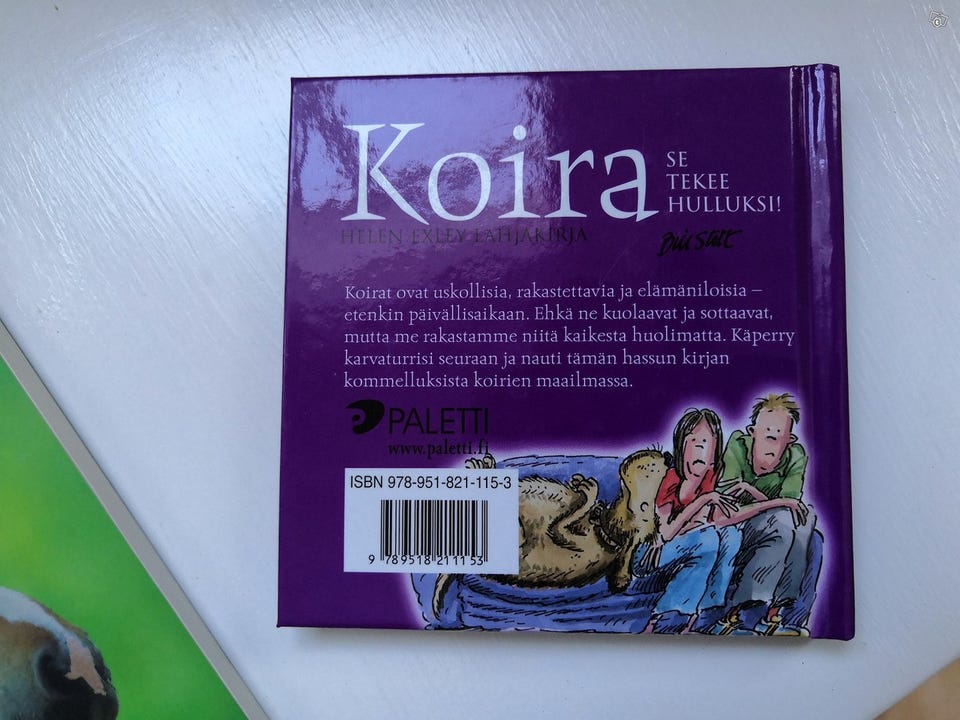 Koira
SE
TEKEE
HULLUKSI!
HELEN EXLEY LAHJAKIRJA
Bill Stott
Koirat ovat uskollisia, rakastettavia ja elämäniloisia –
etenkin päivällisaikaan. Ehkä ne kuolaavat ja sottaavat,
mutta me rakastamme niitä kaikesta huolimatta. Käperry
karvaturrisi seuraan ja nauti tämän hassun kirjan
kommelluksista koirien maailmassa.
PALETTI
www.paletti.fi
ISBN 978-951-821-115-3
9 789518 211153